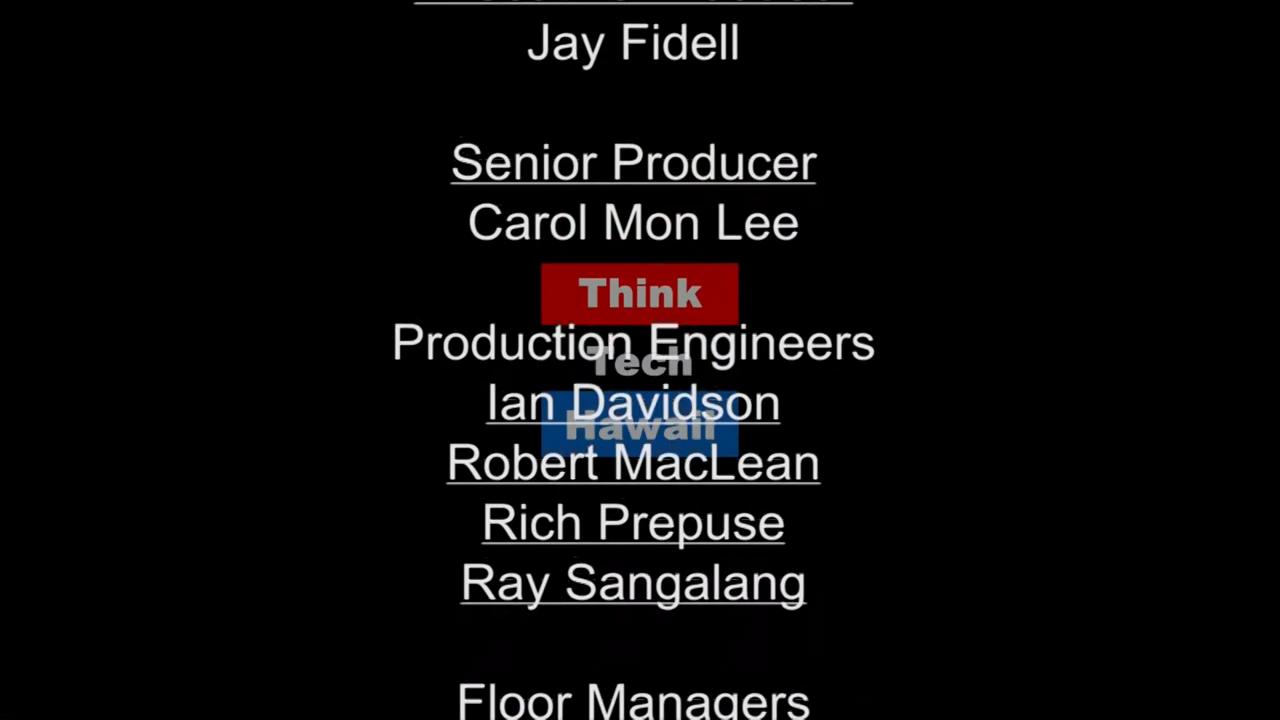 Jay Fidell
Senior Producer
Carol Mon Lee
Think
Production Engineers
Tech
Ian Davidson
Hawaii
Robert MacLean
Rich Prepuse
Ray Sangalang
Floor Managers